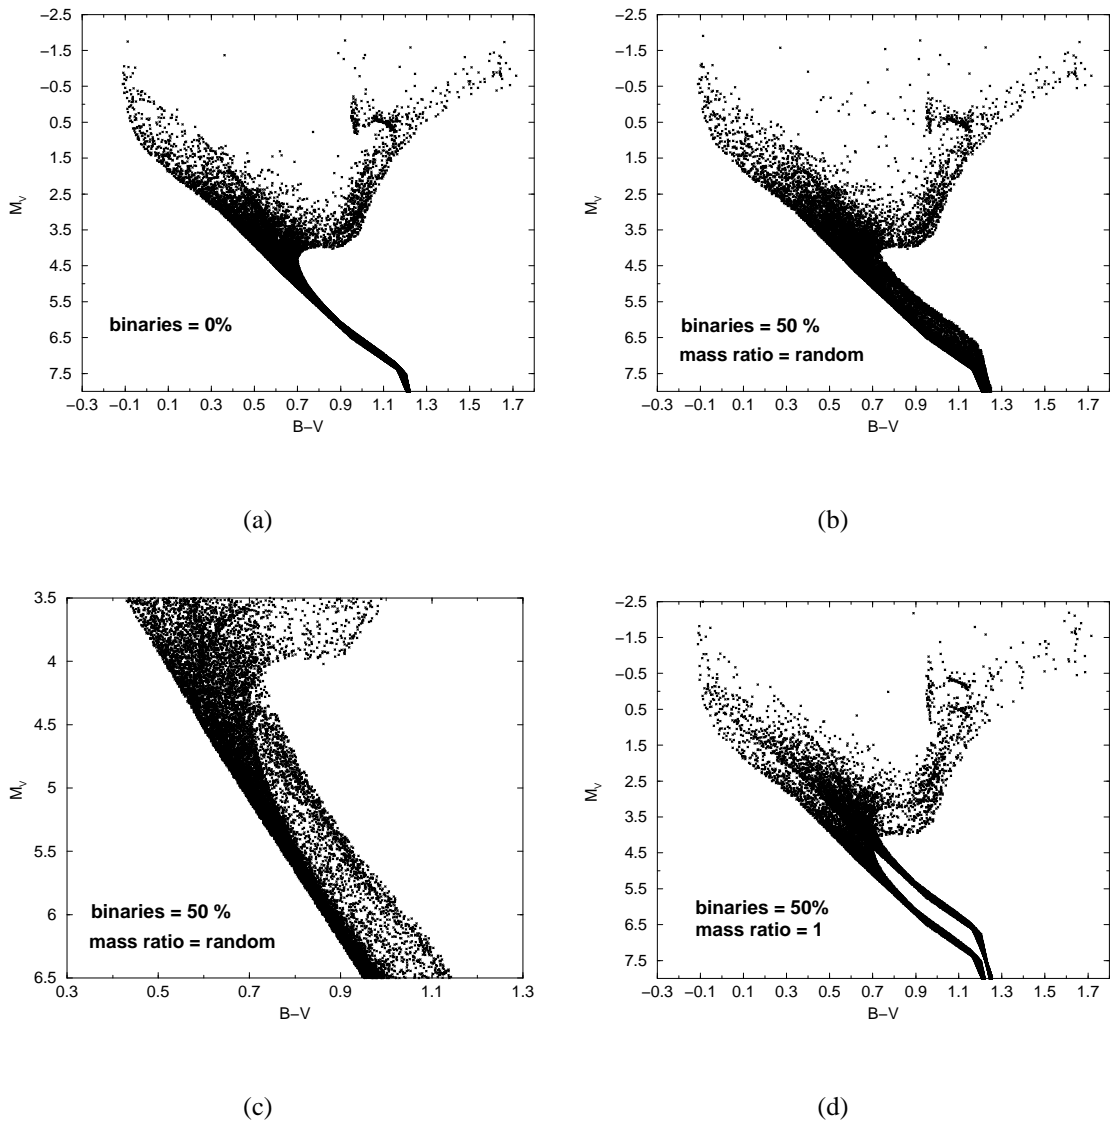 −2.5
−1.5
−0.5
0.5
1.5
2.5
3.5
4.5
5.5
6.5
7.5
M_V
binaries = 0%
−0.3 −0.1 0.1 0.3 0.5 0.7 0.9 1.1 1.3 1.5 1.7
B−V
(a)
−2.5
−1.5
−0.5
0.5
1.5
2.5
3.5
4.5
5.5
6.5
7.5
M_V
binaries = 50 %
mass ratio = random
−0.3 −0.1 0.1 0.3 0.5 0.7 0.9 1.1 1.3 1.5 1.7
B−V
(b)
3.5
4
4.5
5
5.5
6
6.5
M_V
binaries = 50 %
mass ratio = random
0.3 0.5 0.7 0.9 1.1 1.3
B−V
(c)
−2.5
−1.5
−0.5
0.5
1.5
2.5
3.5
4.5
5.5
6.5
7.5
M_V
binaries = 50%
mass ratio = 1
−0.3 −0.1 0.1 0.3 0.5 0.7 0.9 1.1 1.3 1.5 1.7
B−V
(d)